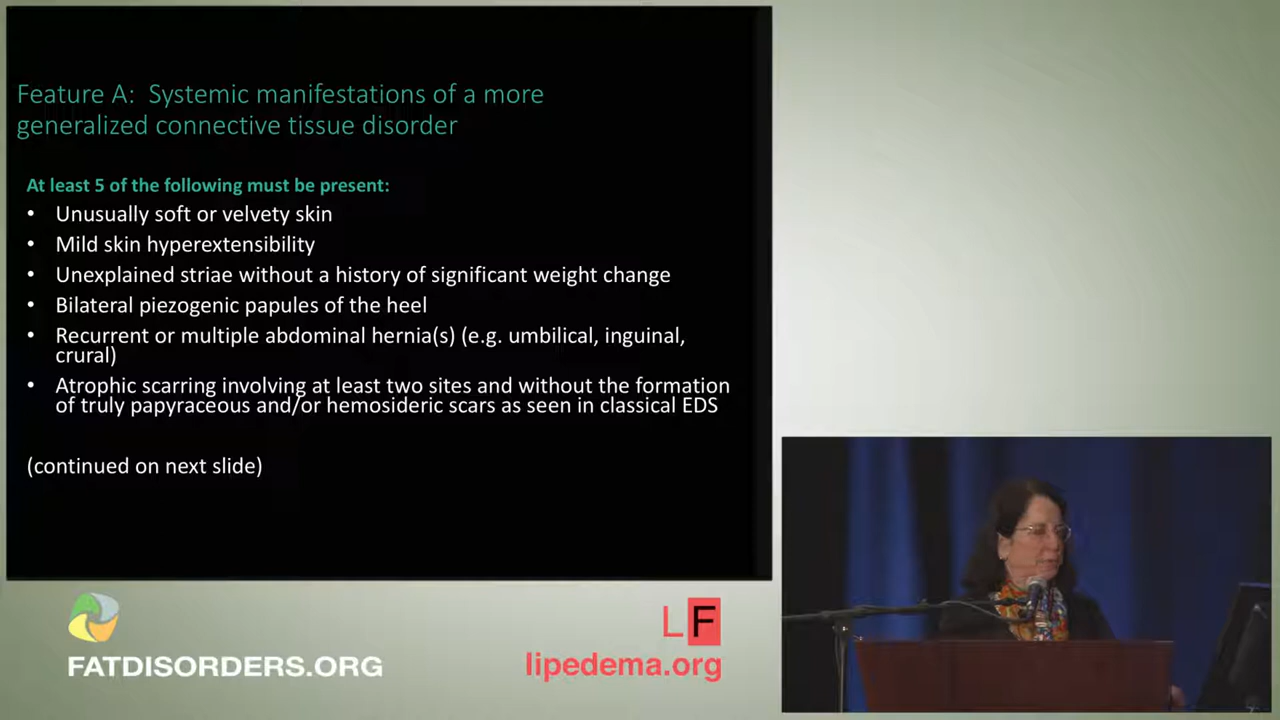 Feature A:  Systemic manifestations of a more
generalized connective tissue disorder
At least 5 of the following must be present:
• Unusually soft or velvety skin
• Mild skin hyperextensibility
• Unexplained striae without a history of significant weight change
• Bilateral piezogenic papules of the heel
• Recurrent or multiple abdominal hernia(s) (e.g. umbilical, inguinal,
crural)
• Atrophic scarring involving at least two sites and without the formation
of truly papyraceous and/or hemosideric scars as seen in classical EDS
(continued on next slide)
FATDISORDERS.ORG
LF
lipedema.org